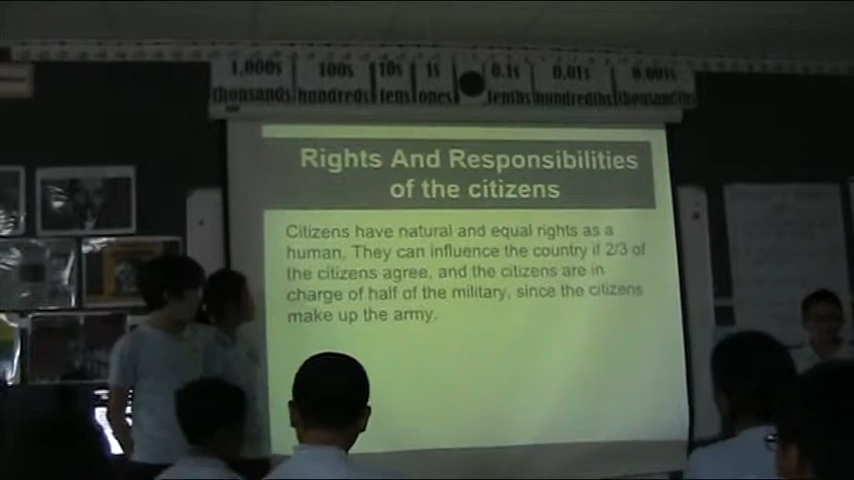 1,000s 100s 10s 1s 0.1s 0.01s 0.001s
thousands hundreds tens ones tenths hundredths thousandths
Rights And Responsibilities
of the citizens
Citizens have natural and equal rights as a
human. They can influence the country if 2/3 of
the citizens agree, and the citizens are in
charge of half of the military, since the citizens
make up the army.